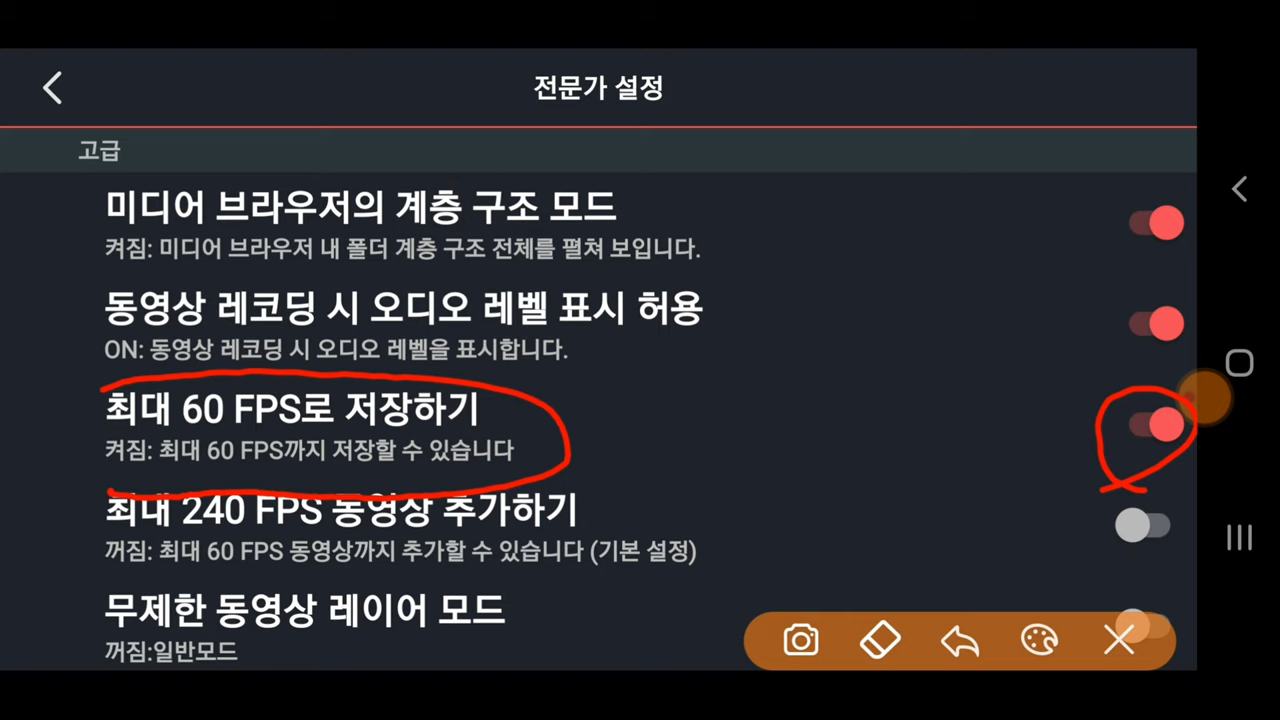 전문가 설정
고급
미디어 브라우저의 계층 구조 모드
켜짐: 미디어 브라우저 내 폴더 계층 구조 전체를 펼쳐 보입니다.
동영상 레코딩 시 오디오 레벨 표시 허용
ON: 동영상 레코딩 시 오디오 레벨을 표시합니다.
최대 60 FPS로 저장하기
켜짐: 최대 60 FPS까지 저장할 수 있습니다
최대 240 FPS 동영상 추가하기
꺼짐: 최대 60 FPS 동영상까지 추가할 수 있습니다 (기본 설정)
무제한 동영상 레이어 모드
꺼짐:일반모드